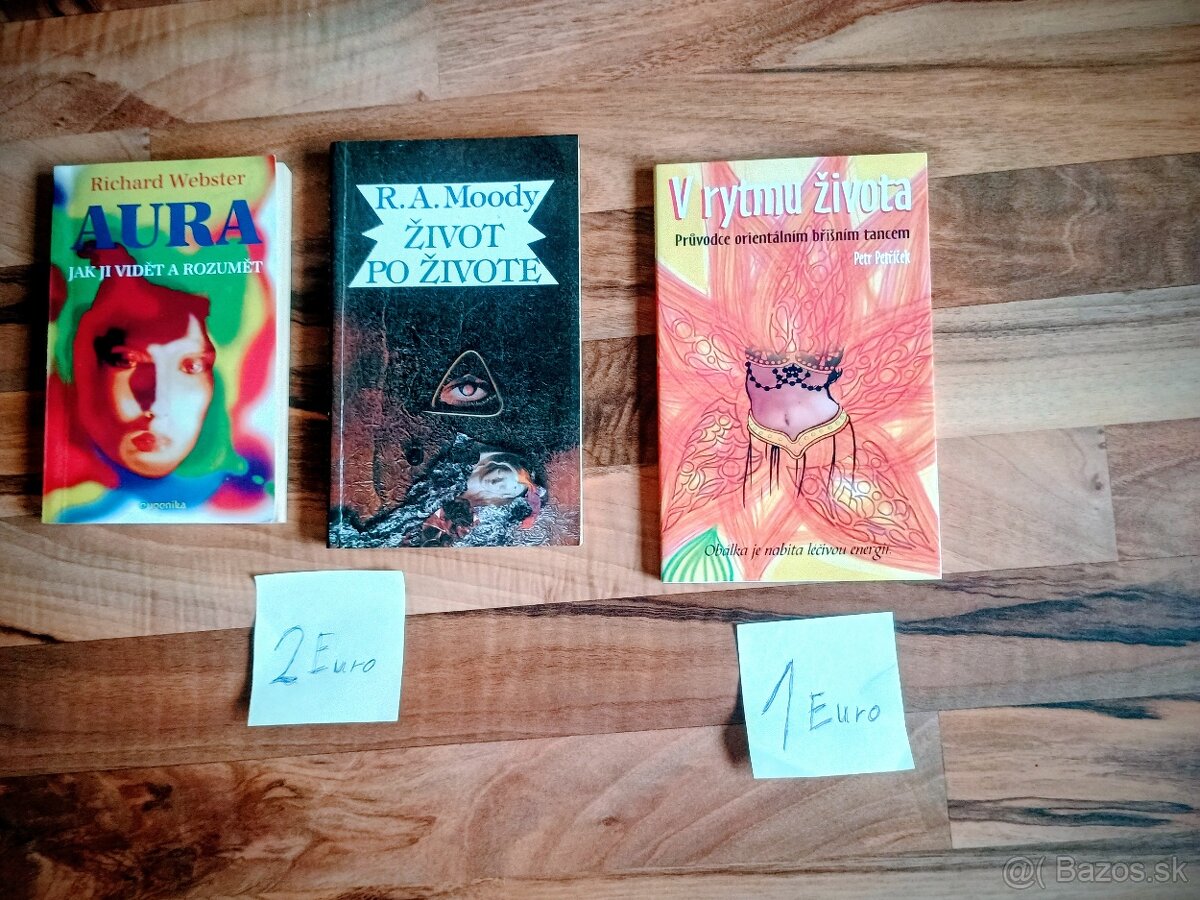 Richard Webster
AURA
JAK JI VIDĚT A ROZUMĚT
R. A. Moody
ŽIVOT
PO ŽIVOTE
V rytmu života
Průvodce orientálním břišním tancem
Petr Petříček
Obálka je nabita léčivou energií.
2 Euro
1 Euro
@( Bazos.sk